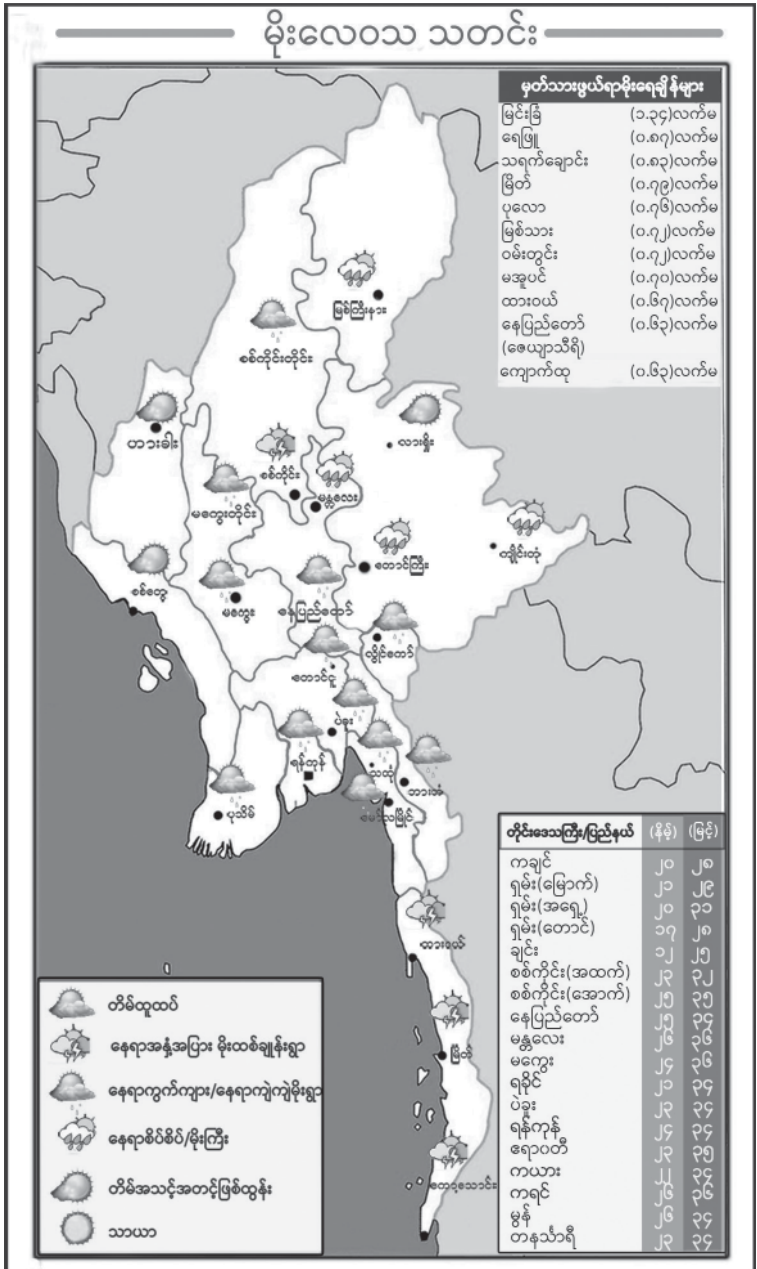 မိုးလေဝသ သတင်း
မှတ်သားဖွယ်ရာမိုးရေချိန်များ
မြင်းခြံ (၁.၃၄)လက်မ
ရေဖြူ (၀.၈၇)လက်မ
သရက်ချောင်း (၀.၈၃)လက်မ
မြိတ် (၀.၇၉)လက်မ
ပုလော (၀.၇၆)လက်မ
မြစ်သား (၀.၇၂)လက်မ
ဝမ်းတွင်း (၀.၇၂)လက်မ
မအူပင် (၀.၇၀)လက်မ
ထားဝယ် (၀.၆၇)လက်မ
နေပြည်တော် (၀.၆၃)လက်မ
(ဇေယျာသီရိ)
ကျောက်ထု (၀.၆၃)လက်မ
မြစ်ကြီးနား
စစ်ကိုင်းတိုင်း
ဟားခါး
လားရှိုး
စစ်ကိုင်း
မန္တလေး
မကွေးတိုင်း
ကျိုင်းတုံ
တောင်ကြီး
စစ်တွေ
မကွေး
နေပြည်တော်
လွိုင်ကော်
တောင်ငူ
ပဲခူး
ရန်ကုန်
သထုံ
ဘားအံ
ပုသိမ်
မော်လမြိုင်
ထားဝယ်
မြိတ်
ကော့သောင်း
တိမ်ထူထပ်
နေရာအနှံ့အပြား မိုးထစ်ချုန်းရွာ
နေရာကွက်ကျား/နေရာကျဲကျဲမိုးရွာ
နေရာစိပ်စိပ်/မိုးကြီး
တိမ်အသင့်အတင့်ဖြစ်ထွန်း
သာယာ
တိုင်းဒေသကြီး/ပြည်နယ် (နိမ့်) (မြင့်)
ကချင် ၂၀ ၂၈
ရှမ်း(မြောက်) ၂၁ ၂၉
ရှမ်း(အရှေ့) ၂၀ ၃၁
ရှမ်း(တောင်) ၁၇ ၂၈
ချင်း ၁၂ ၂၅
စစ်ကိုင်း(အထက်) ၂၃ ၃၂
စစ်ကိုင်း(အောက်) ၂၅ ၃၅
နေပြည်တော် ၂၅ ၃၄
မန္တလေး ၂၆ ၃၆
မကွေး ၂၄ ၃၆
ရခိုင် ၂၁ ၃၄
ပဲခူး ၂၃ ၃၄
ရန်ကုန် ၂၄ ၃၄
ဧရာဝတီ ၂၃ ၃၅
ကယား ၂၂ ၃၄
ကရင် ၂၆ ၃၆
မွန် ၂၆ ၃၄
တနင်္သာရီ ၂၃ ၃၄